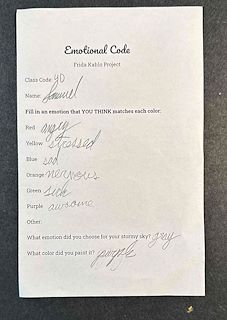 Emotional Code
Frida Kahlo Project
Class Code: YD
Name: Samuel
Fill in an emotion that YOU THINK matches each color:
Red angry
Yellow stressed
Blue sad
Orange nervous
Green sick
Purple awsome
Other:
What emotion did you choose for your stormy sky? gray
What color did you paint it? purple